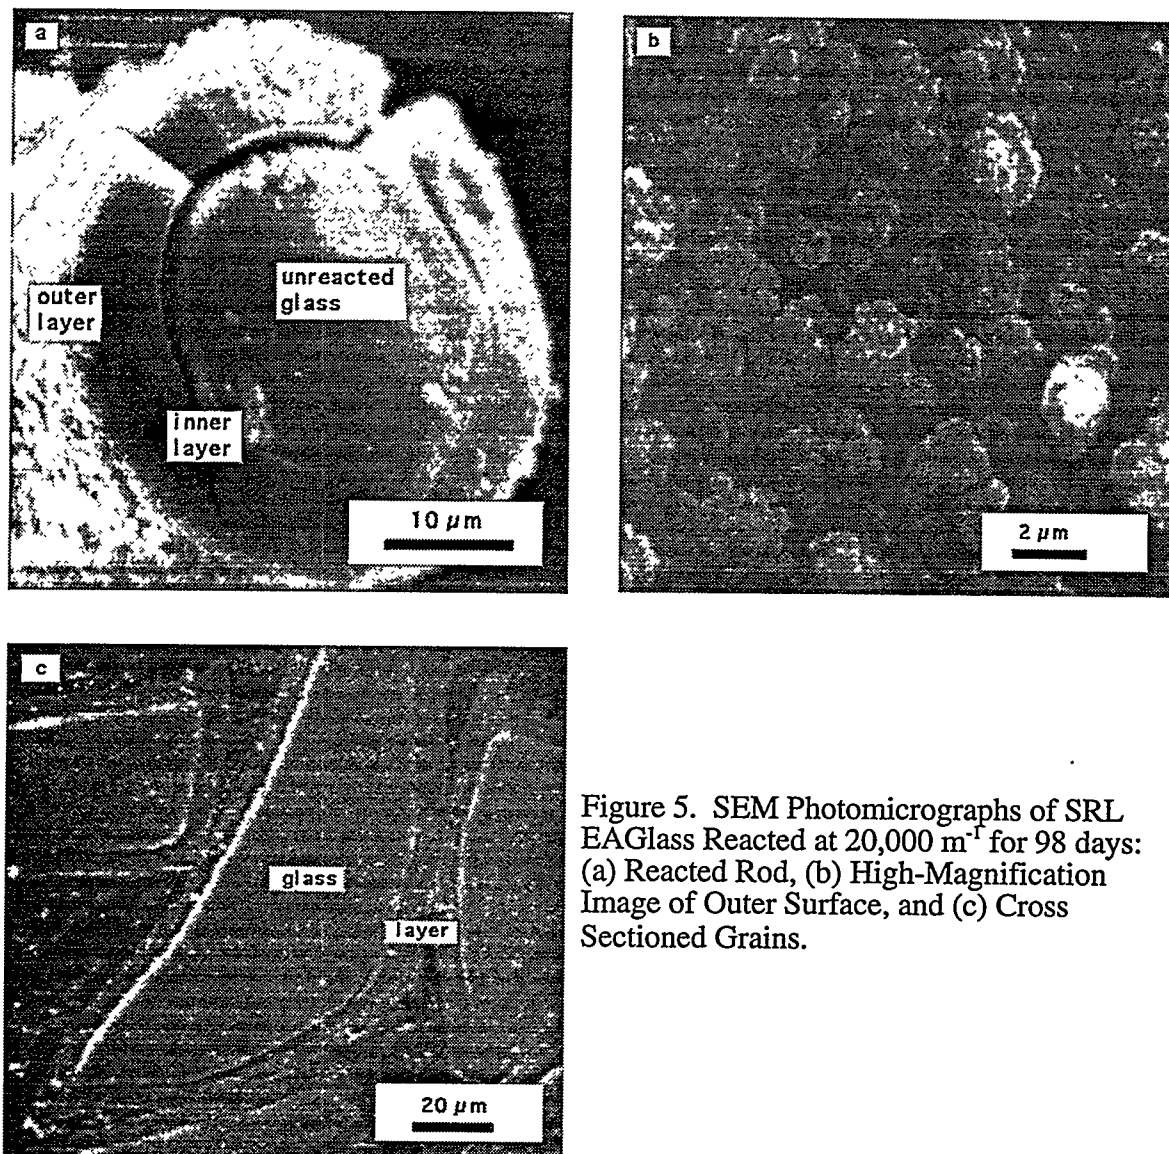 a
outer
layer
unreacted
glass
inner
layer
10 µm
b
2 µm
c
glass
layer
20 µm
Figure 5. SEM Photomicrographs of SRL
EAGlass Reacted at 20,000 m⁻¹ for 98 days:
(a) Reacted Rod, (b) High-Magnification
Image of Outer Surface, and (c) Cross
Sectioned Grains.